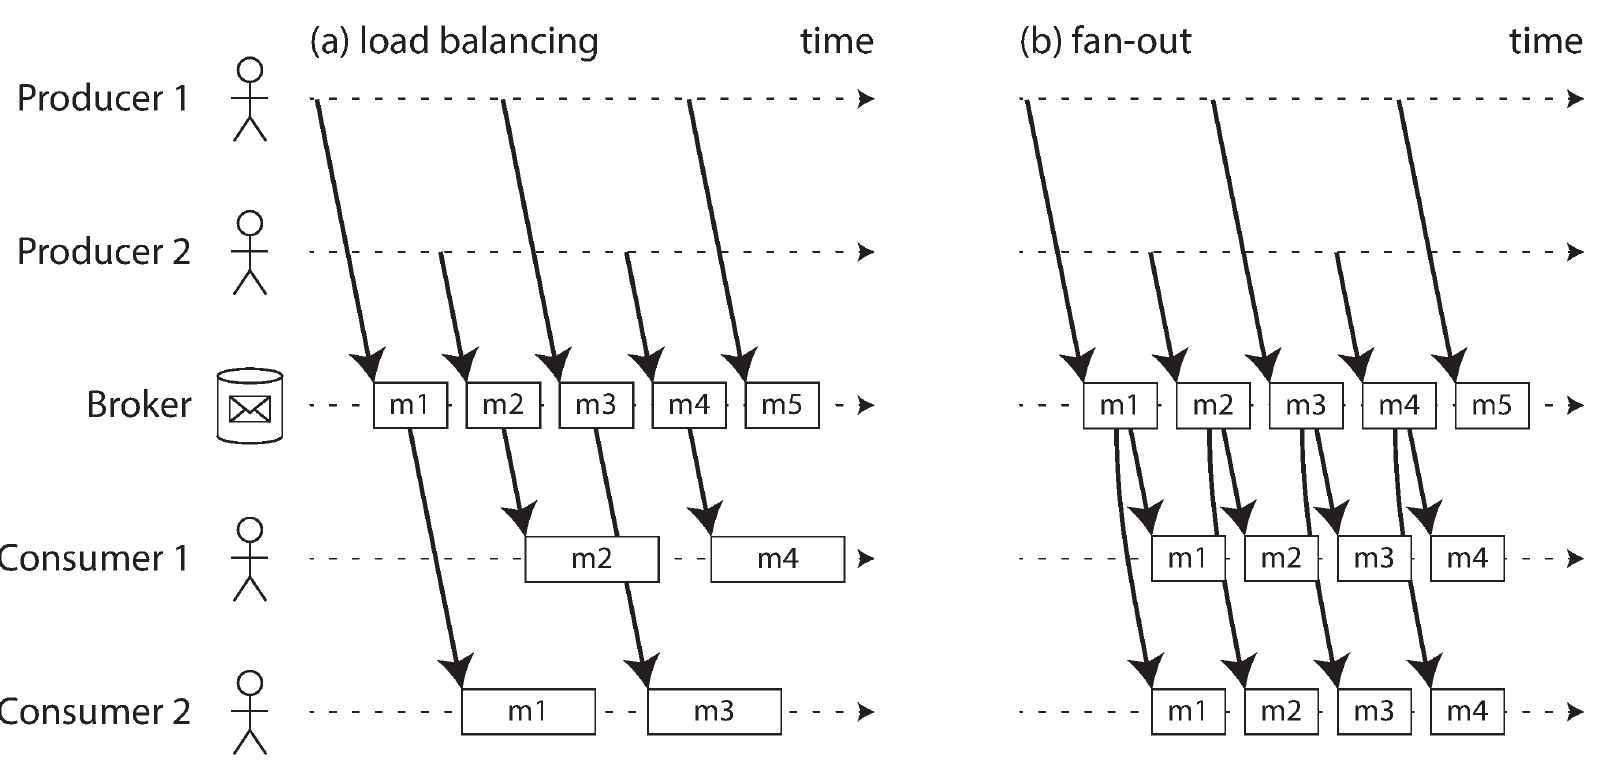 (a) load balancing time (b) fan-out time
Producer 1
Producer 2
Broker m1 m2 m3 m4 m5 m1 m2 m3 m4 m5
Consumer 1 m2 m4 m1 m2 m3 m4
Consumer 2 m1 m3 m1 m2 m3 m4